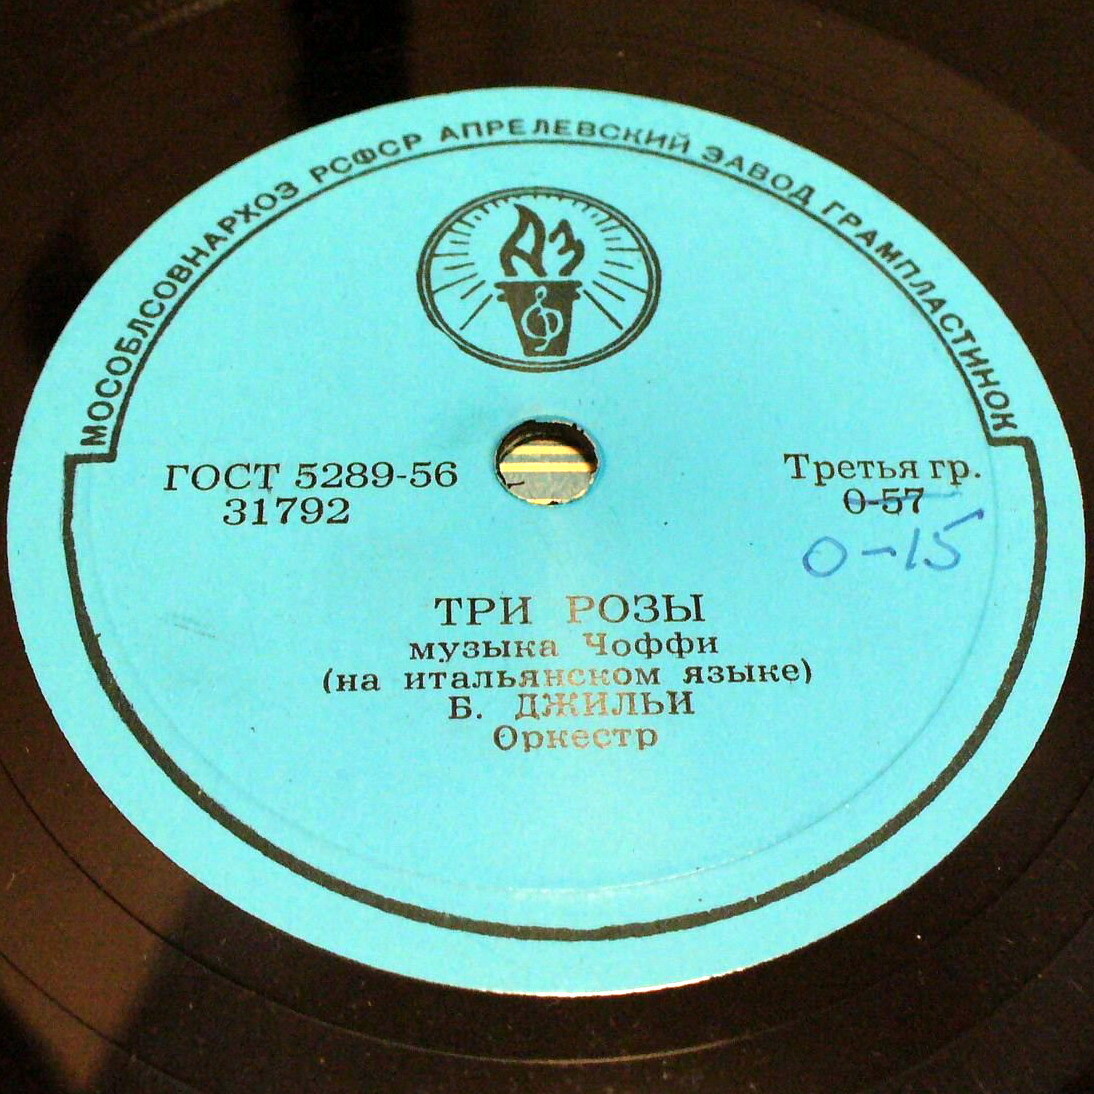 МОСОБЛСОВНАРХОЗ РСФСР АПРЕЛЕВСКИЙ ЗАВОД ГРАМПЛАСТИНОК
АЗ
ГОСТ 5289-56
31792
Третья гр.
0-57
0-15
ТРИ РОЗЫ
музыка Чоффи
(на итальянском языке)
Б. ДЖИЛЬИ
Оркестр